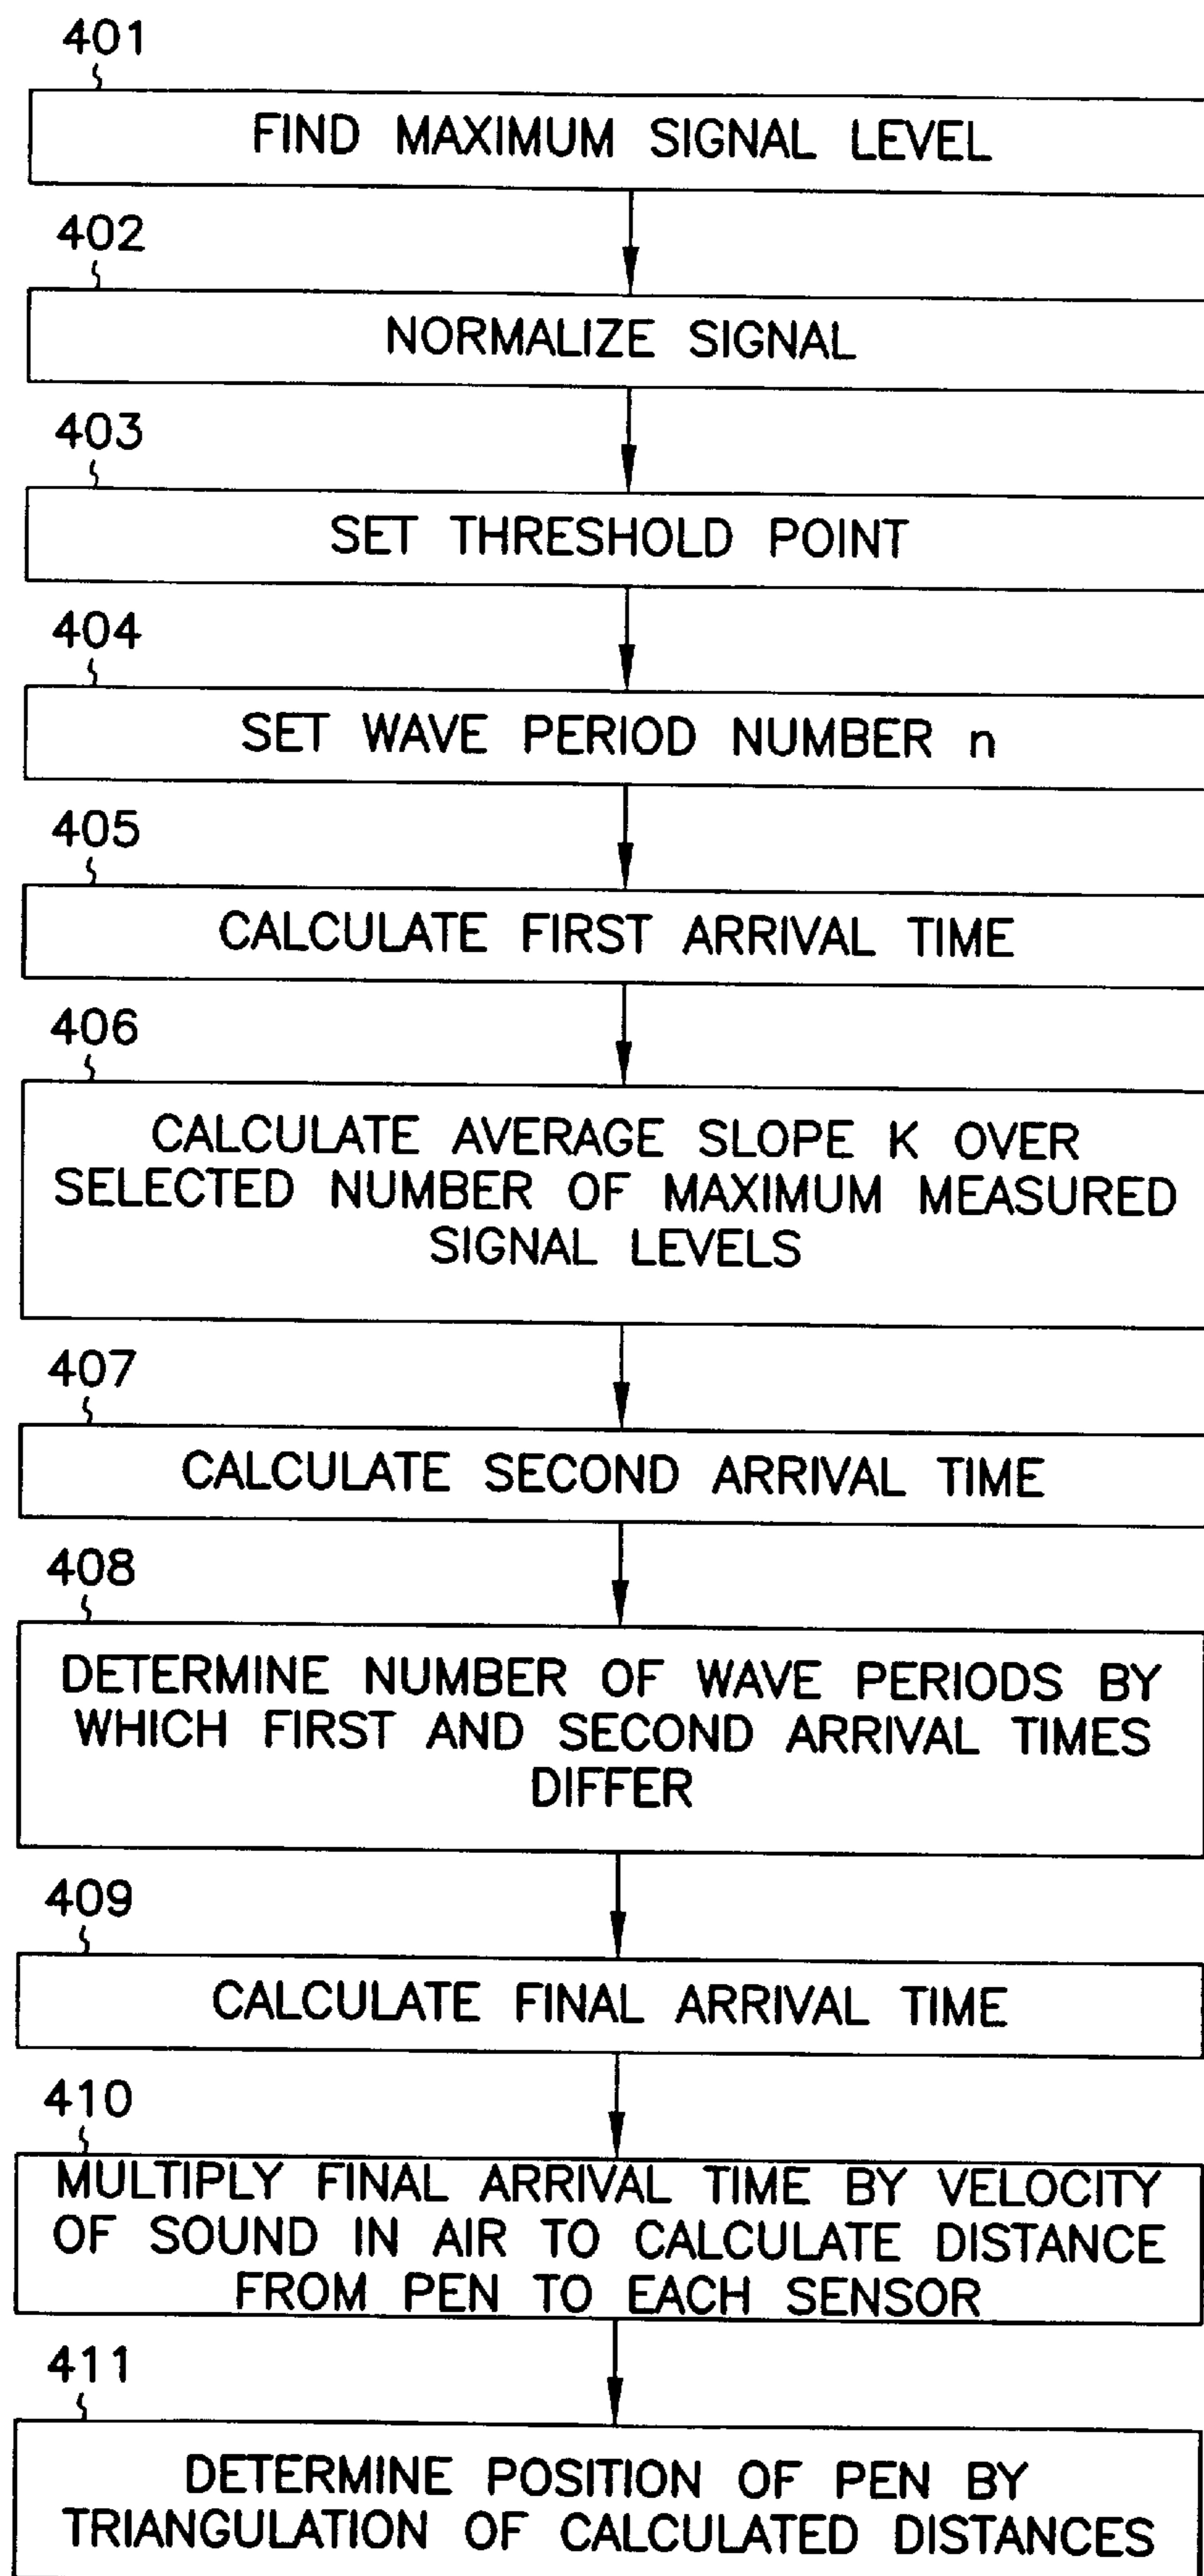 401
FIND MAXIMUM SIGNAL LEVEL
402
NORMALIZE SIGNAL
403
SET THRESHOLD POINT
404
SET WAVE PERIOD NUMBER n
405
CALCULATE FIRST ARRIVAL TIME
406
CALCULATE AVERAGE SLOPE K OVER
SELECTED NUMBER OF MAXIMUM MEASURED
SIGNAL LEVELS
407
CALCULATE SECOND ARRIVAL TIME
408
DETERMINE NUMBER OF WAVE PERIODS BY
WHICH FIRST AND SECOND ARRIVAL TIMES
DIFFER
409
CALCULATE FINAL ARRIVAL TIME
410
MULTIPLY FINAL ARRIVAL TIME BY VELOCITY
OF SOUND IN AIR TO CALCULATE DISTANCE
FROM PEN TO EACH SENSOR
411
DETERMINE POSITION OF PEN BY
TRIANGULATION OF CALCULATED DISTANCES